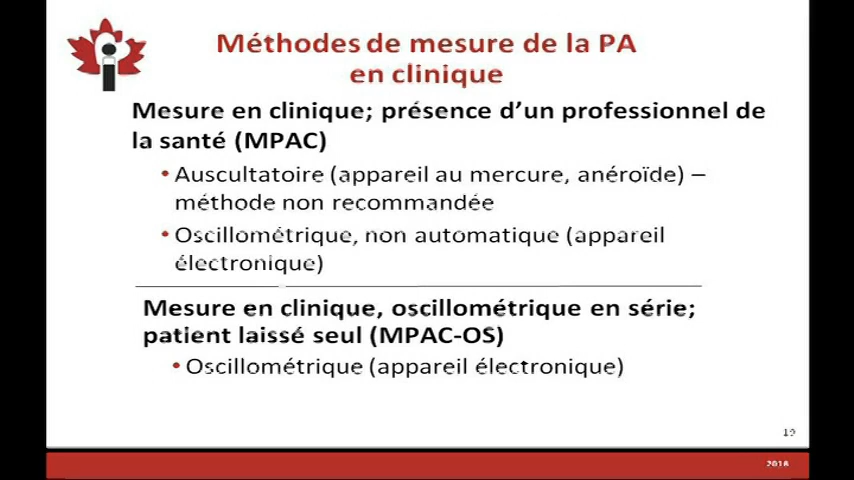 Méthodes de mesure de la PA
en clinique
Mesure en clinique; présence d'un professionnel de
la santé (MPAC)
• Auscultatoire (appareil au mercure, anéroïde) –
méthode non recommandée
• Oscillométrique, non automatique (appareil
électronique)
Mesure en clinique, oscillométrique en série;
patient laissé seul (MPAC-OS)
• Oscillométrique (appareil électronique)
19
2018